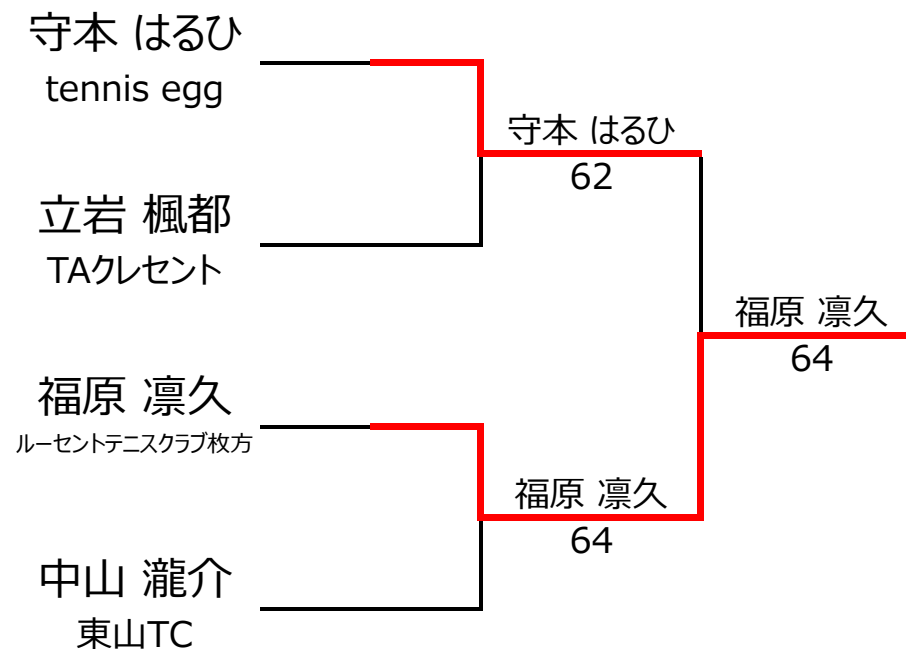 守本 はるひ
tennis egg
守本 はるひ
62
立岩 楓都
TAクレセント
福原 凛久
64
福原 凛久
ルーセントテニスクラブ枚方
福原 凛久
64
中山 瀧介
東山TC